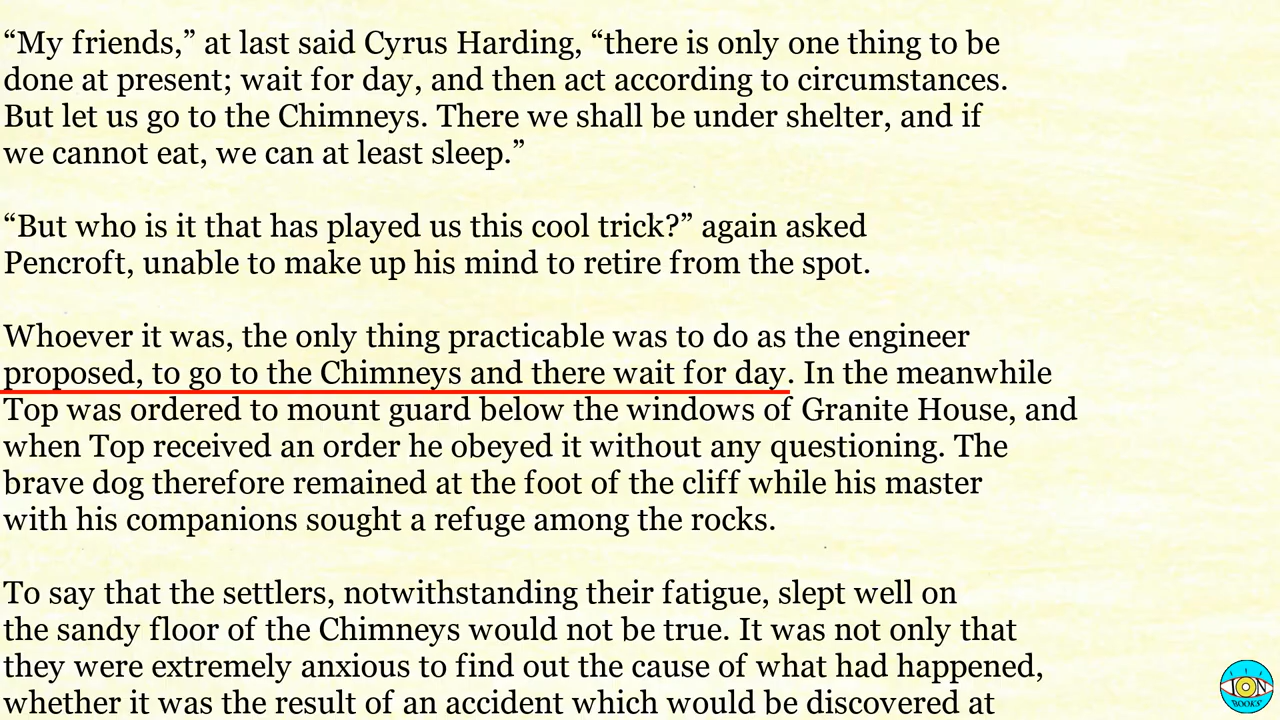 “My friends,” at last said Cyrus Harding, “there is only one thing to be
done at present; wait for day, and then act according to circumstances.
But let us go to the Chimneys. There we shall be under shelter, and if
we cannot eat, we can at least sleep.”
“But who is it that has played us this cool trick?” again asked
Pencroft, unable to make up his mind to retire from the spot.
Whoever it was, the only thing practicable was to do as the engineer
proposed, to go to the Chimneys and there wait for day. In the meanwhile
Top was ordered to mount guard below the windows of Granite House, and
when Top received an order he obeyed it without any questioning. The
brave dog therefore remained at the foot of the cliff while his master
with his companions sought a refuge among the rocks.
To say that the settlers, notwithstanding their fatigue, slept well on
the sandy floor of the Chimneys would not be true. It was not only that
they were extremely anxious to find out the cause of what had happened,
whether it was the result of an accident which would be discovered at
ION
BOOKS